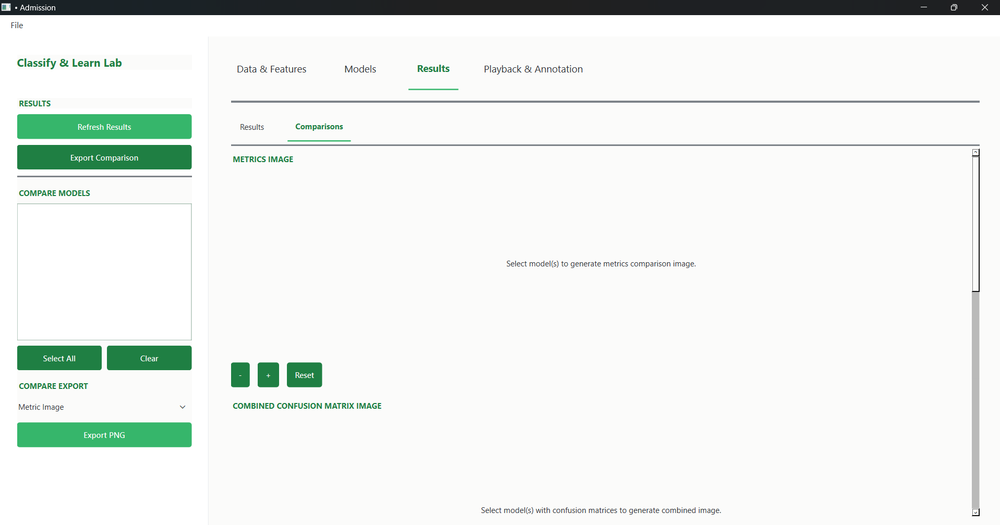 • Admission
File
Classify & Learn Lab
RESULTS
Refresh Results
Export Comparison
COMPARE MODELS
Select All
Clear
COMPARE EXPORT
Metric Image
Export PNG
Data & Features
Models
Results
Playback & Annotation
Results
Comparisons
METRICS IMAGE
Select model(s) to generate metrics comparison image.
-
+
Reset
COMBINED CONFUSION MATRIX IMAGE
Select model(s) with confusion matrices to generate combined image.